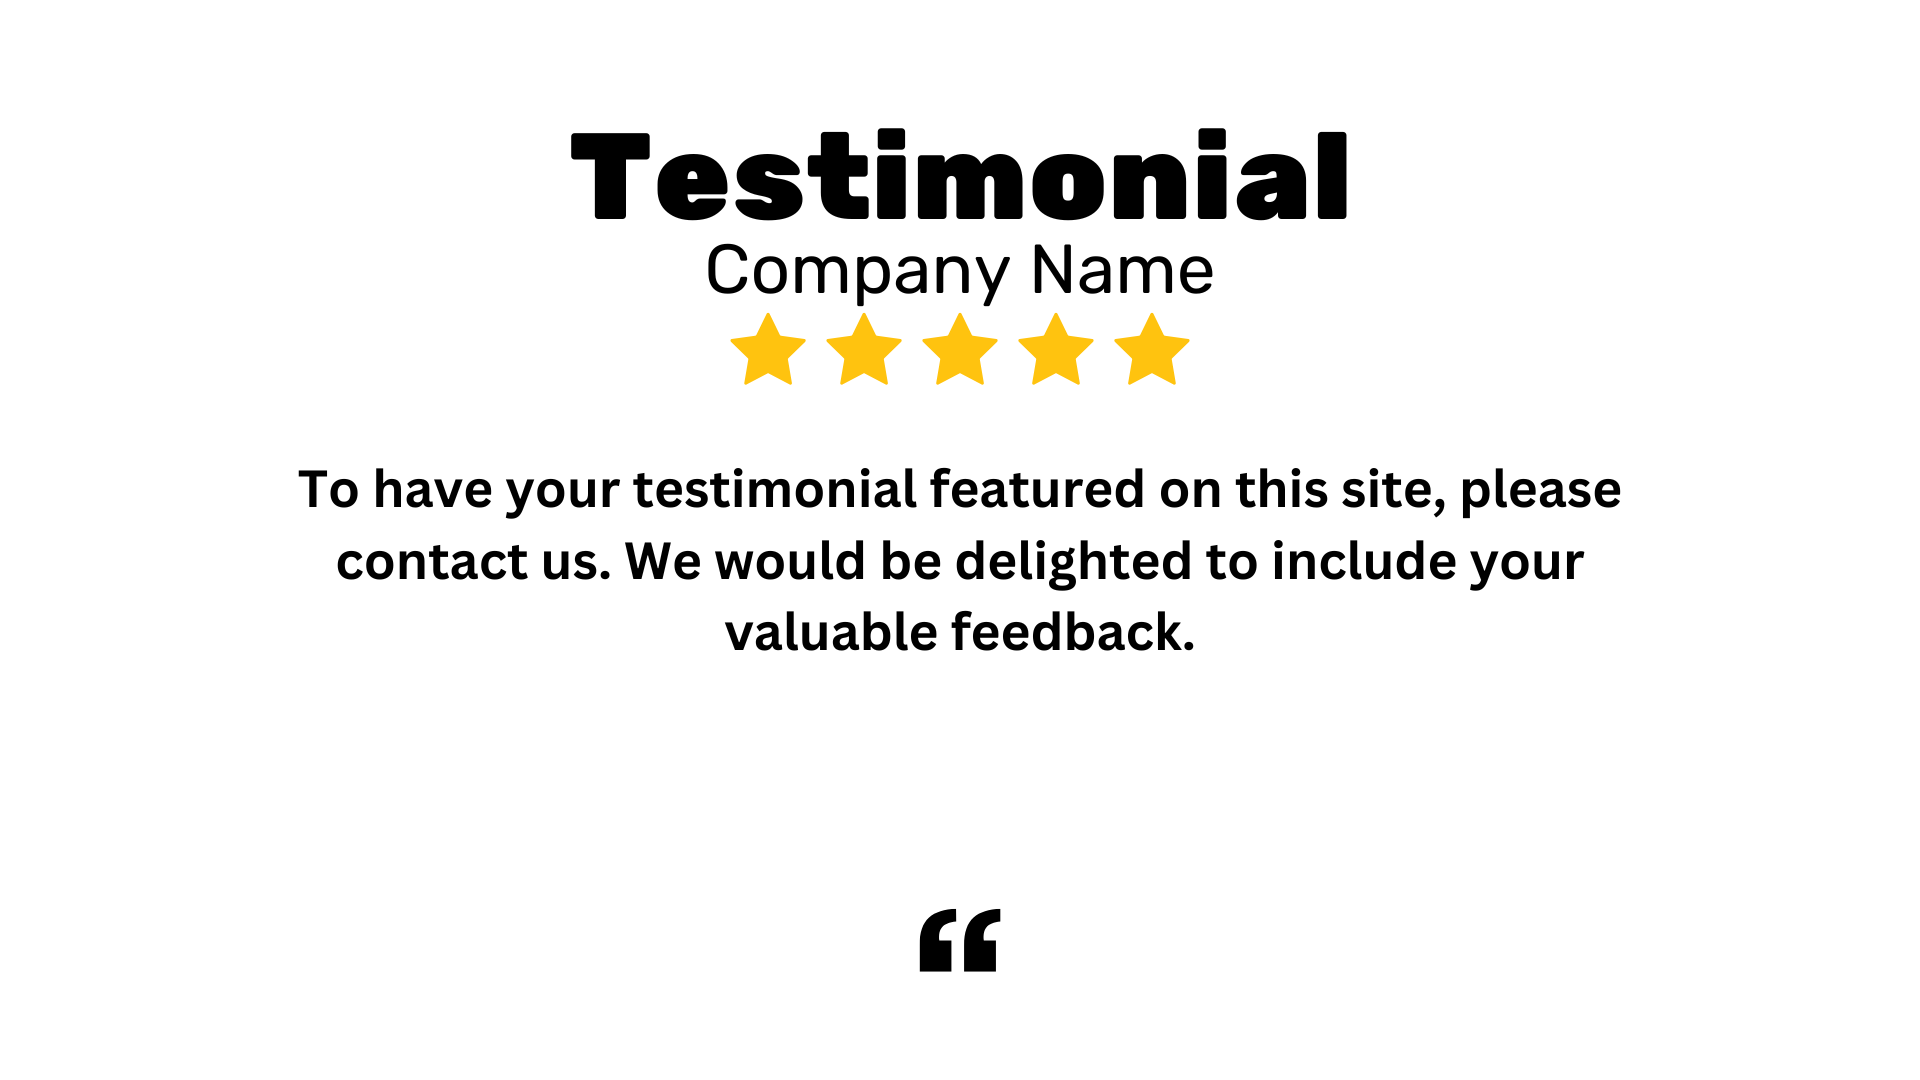 Testimonial
Company Name
To have your testimonial featured on this site, please
contact us. We would be delighted to include your
valuable feedback.
“